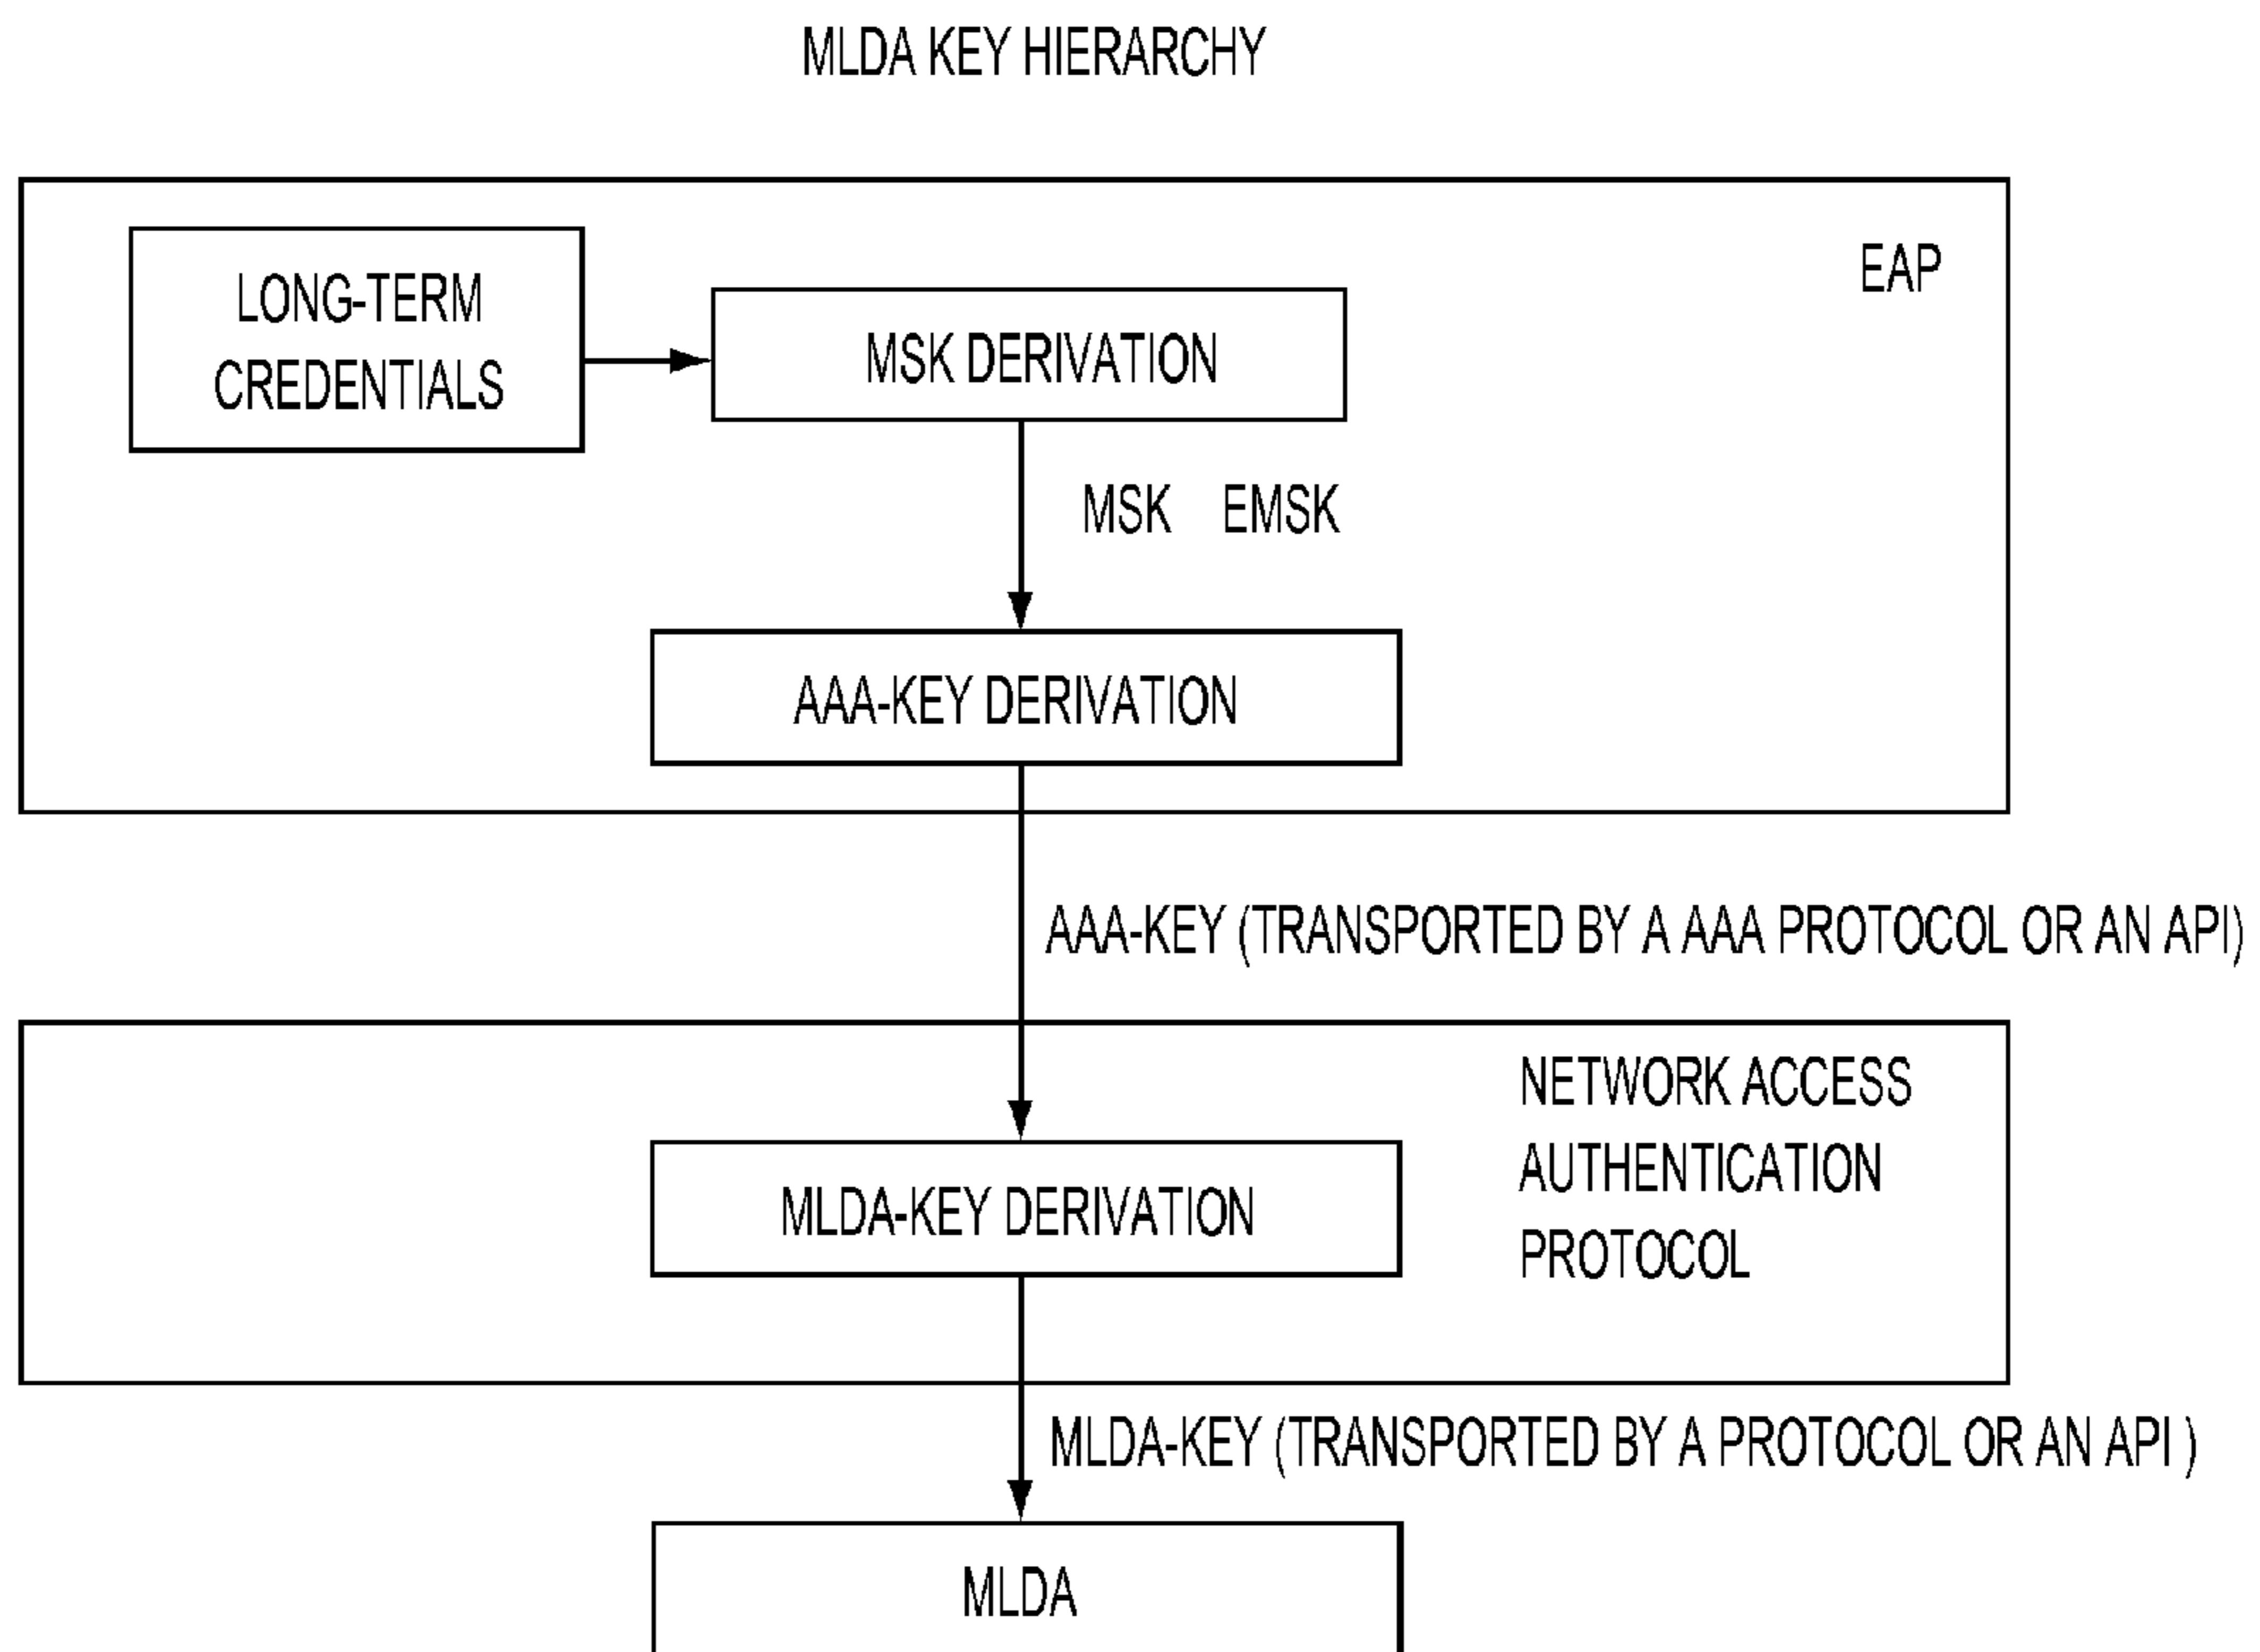 MLDA KEY HIERARCHY
EAP
LONG-TERM
CREDENTIALS
MSK DERIVATION
MSK EMSK
AAA-KEY DERIVATION
AAA-KEY (TRANSPORTED BY A AAA PROTOCOL OR AN API)
NETWORK ACCESS
AUTHENTICATION
PROTOCOL
MLDA-KEY DERIVATION
MLDA-KEY (TRANSPORTED BY A PROTOCOL OR AN API )
MLDA